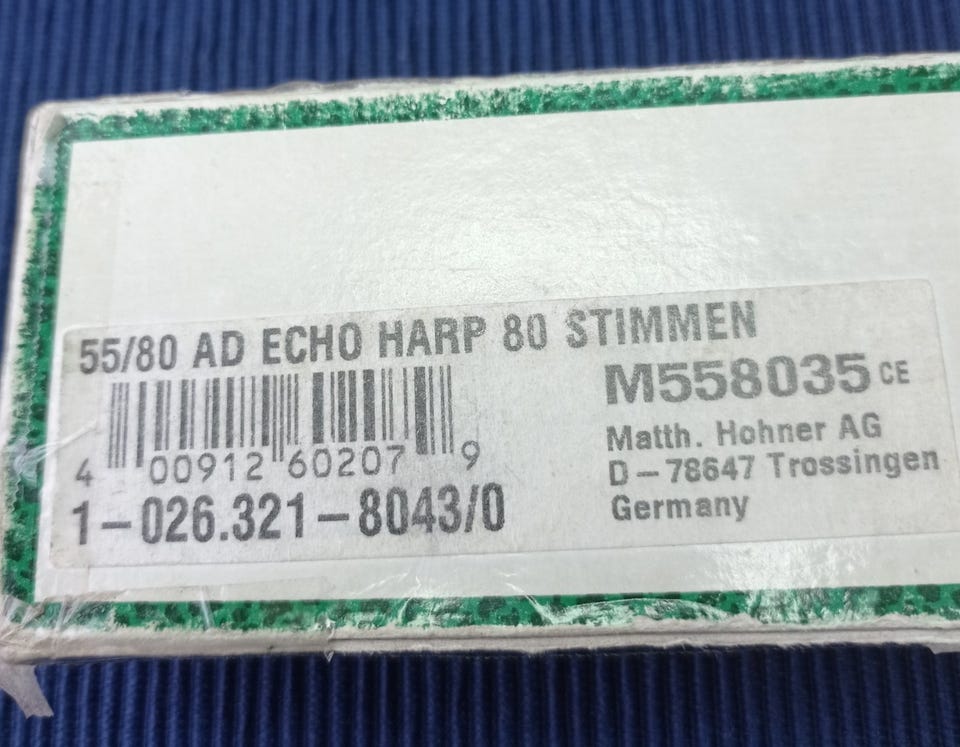 55/80 AD ECHO HARP 80 STIMMEN
M558035 CE
4 00912 60207 9
1-026.321-8043/0
Matth. Hohner AG
D-78647 Trossingen
Germany